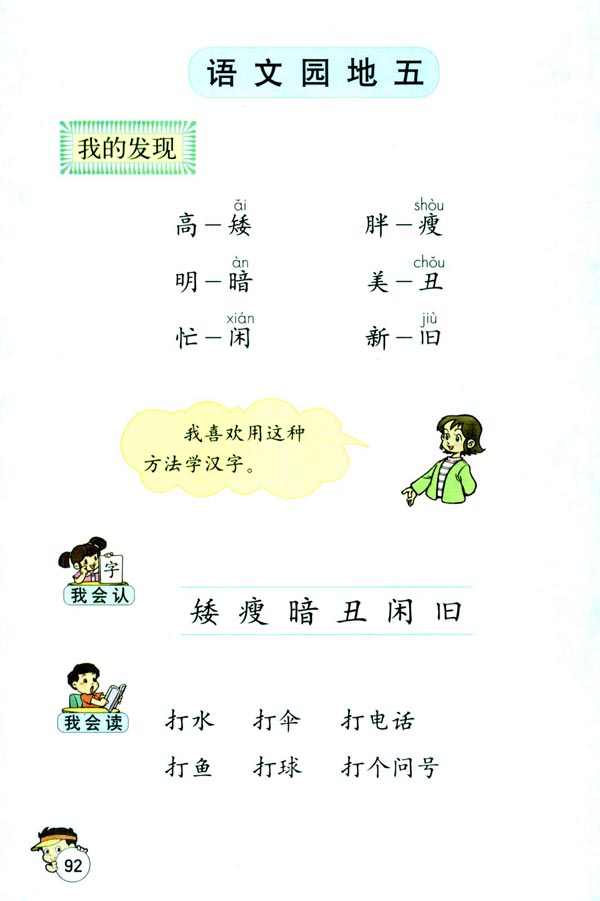 语文园地五
我的发现
ǎi shòu
高—矮 胖—瘦
àn chǒu
明—暗 美—丑
xián jiù
忙—闲 新—旧
我喜欢用这种
方法学汉字。
字
我会认
矮 瘦 暗 丑 闲 旧
我会读
打水 打伞 打电话
打鱼 打球 打个问号
92